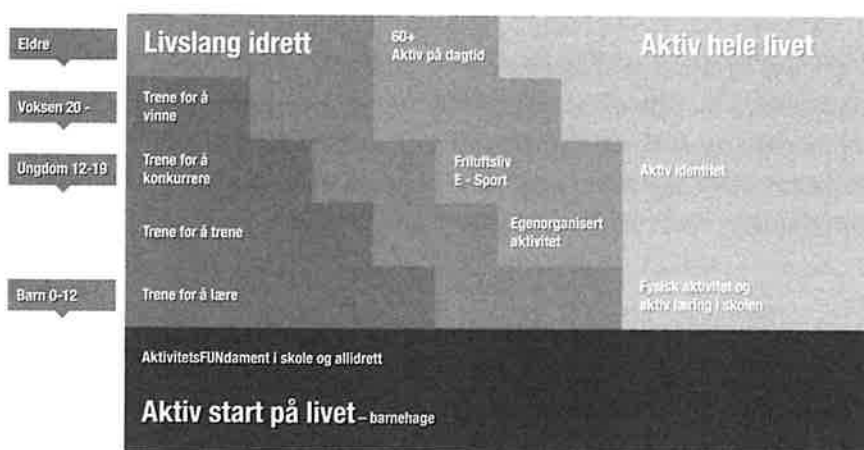 Eldre
Livslang idrett
60+
Aktiv på dagtid
Aktiv hele livet
Voksen 20 -
Trene for å
vinne
Ungdom 12-19
Trene for å
konkurrere
Friluftsliv
E - Sport
Aktiv identitet
Trene for å trene
Egenorganisert
aktivitet
Barn 0-12
Trene for å lære
Fysisk aktivitet og
aktiv læring i skolen
AktivitetsFUNdament i skole og allidrett
Aktiv start på livet – barnehage